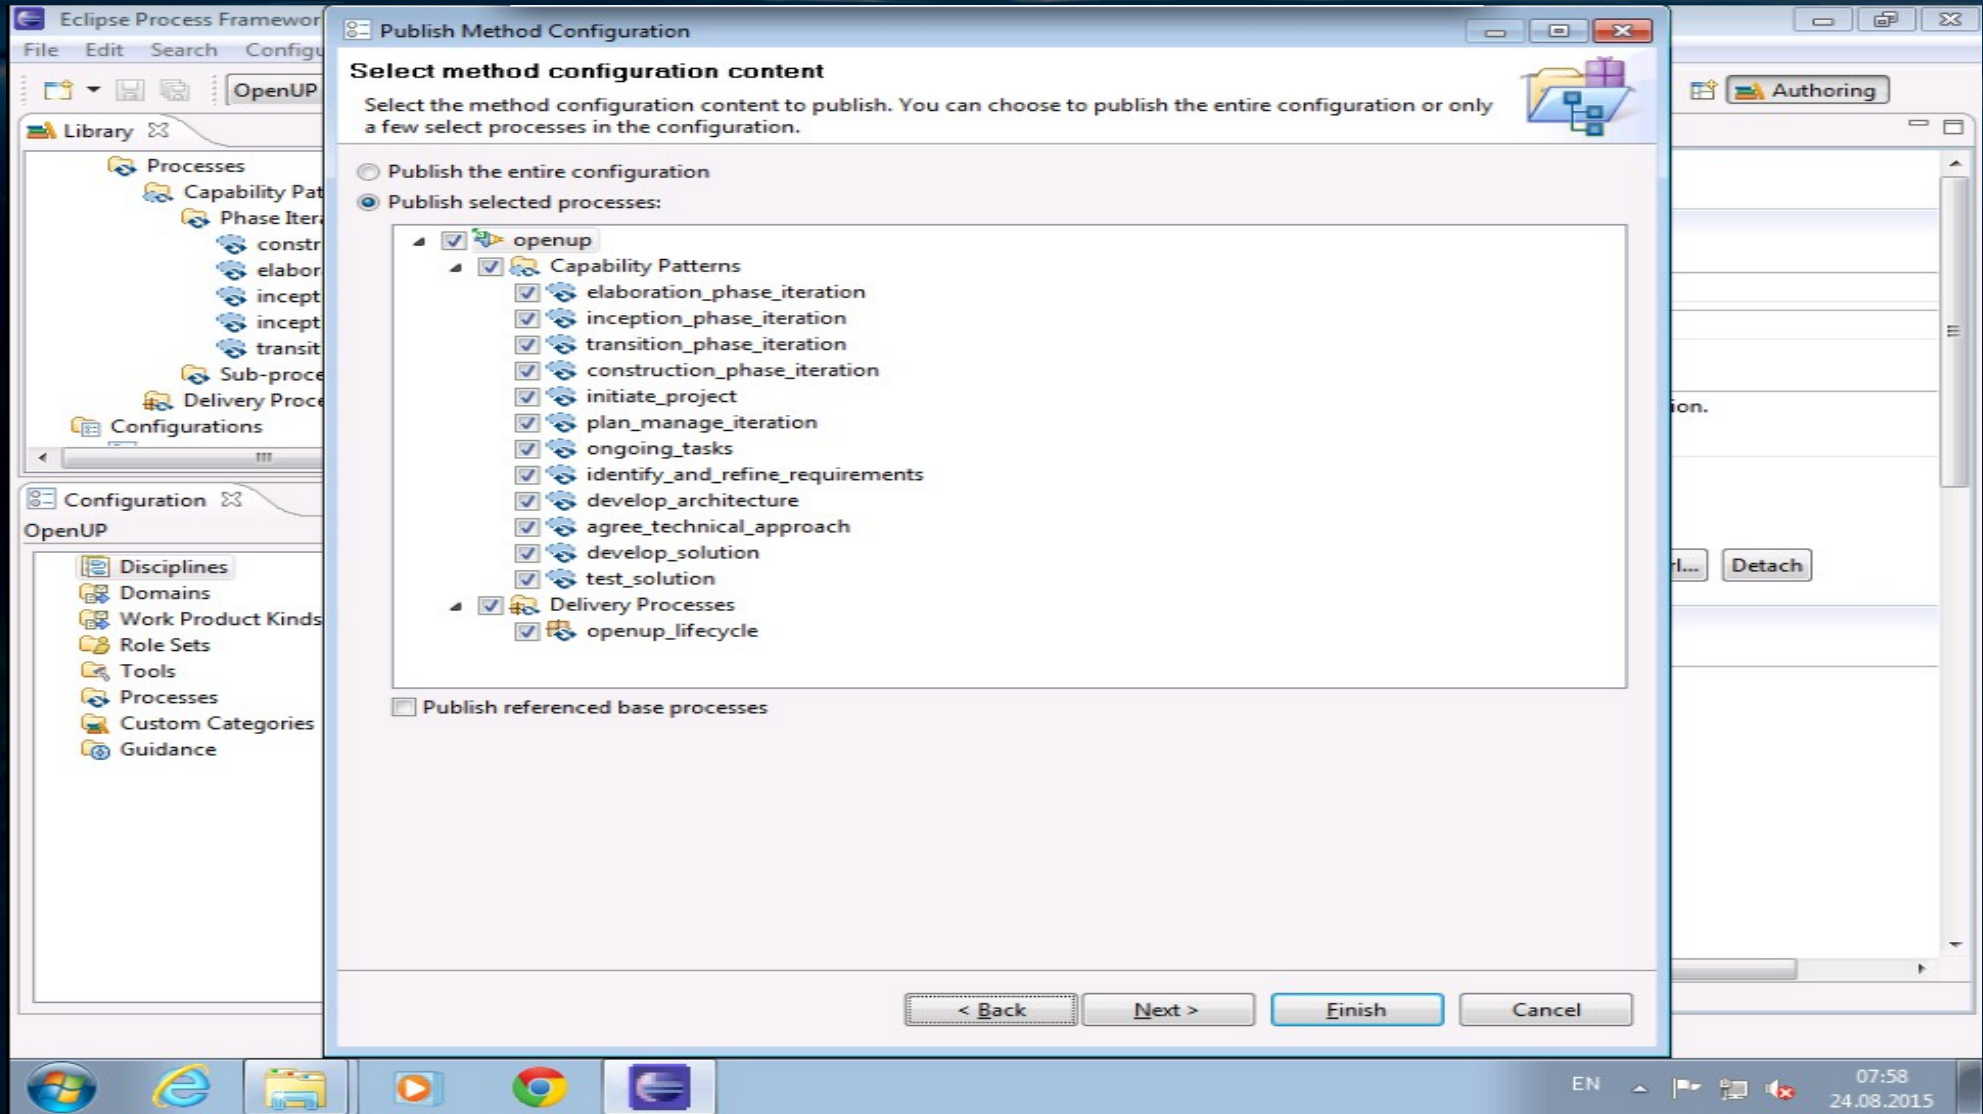 Eclipse Process Framewor
Publish Method Configuration
File Edit Search Configu
Select method configuration content
Select the method configuration content to publish. You can choose to publish the entire configuration or only
a few select processes in the configuration.
OpenUP
Authoring
Library
Processes
Capability Pat
Phase Itera
constr
elabor
incept
incept
transit
Sub-proce
Delivery Proce
Configurations
Configuration
OpenUP
Disciplines
Domains
Work Product Kinds
Role Sets
Tools
Processes
Custom Categories
Guidance
Publish the entire configuration
Publish selected processes:
openup
Capability Patterns
elaboration_phase_iteration
inception_phase_iteration
transition_phase_iteration
construction_phase_iteration
initiate_project
plan_manage_iteration
ongoing_tasks
identify_and_refine_requirements
develop_architecture
agree_technical_approach
develop_solution
test_solution
Delivery Processes
openup_lifecycle
Publish referenced base processes
< Back
Next >
Finish
Cancel
ion.
Detach
EN
07:58
24.08.2015